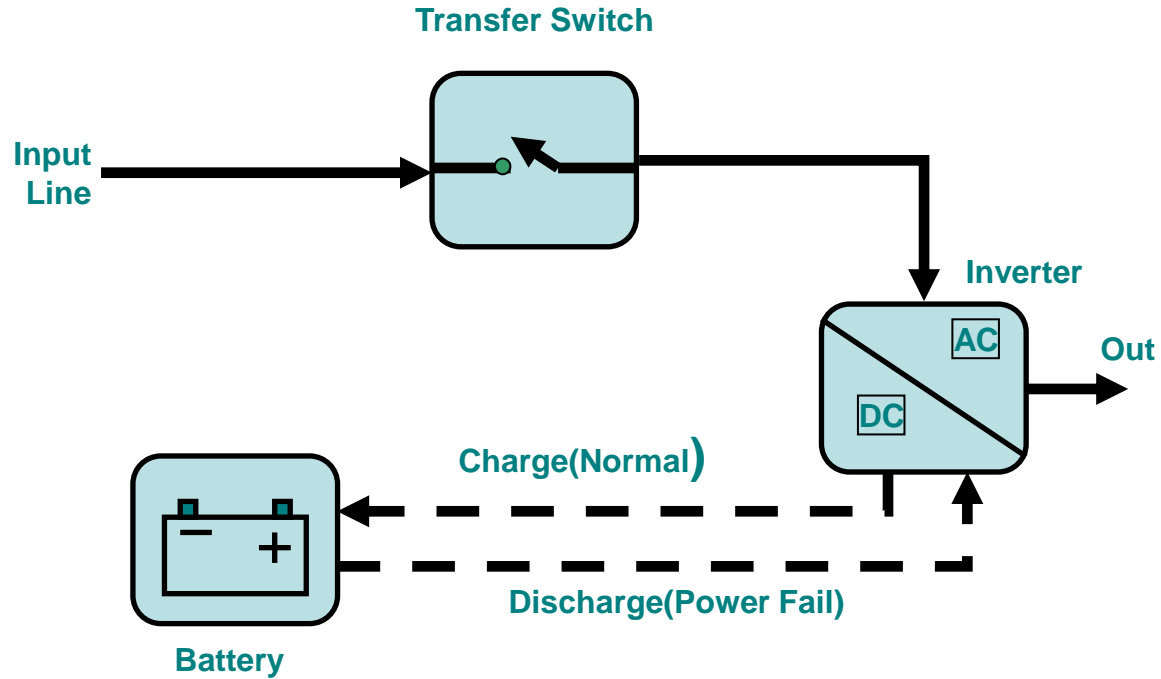 Transfer Switch
Input
Line
Inverter
AC
Out
DC
Charge(Normal)
Discharge(Power Fail)
Battery